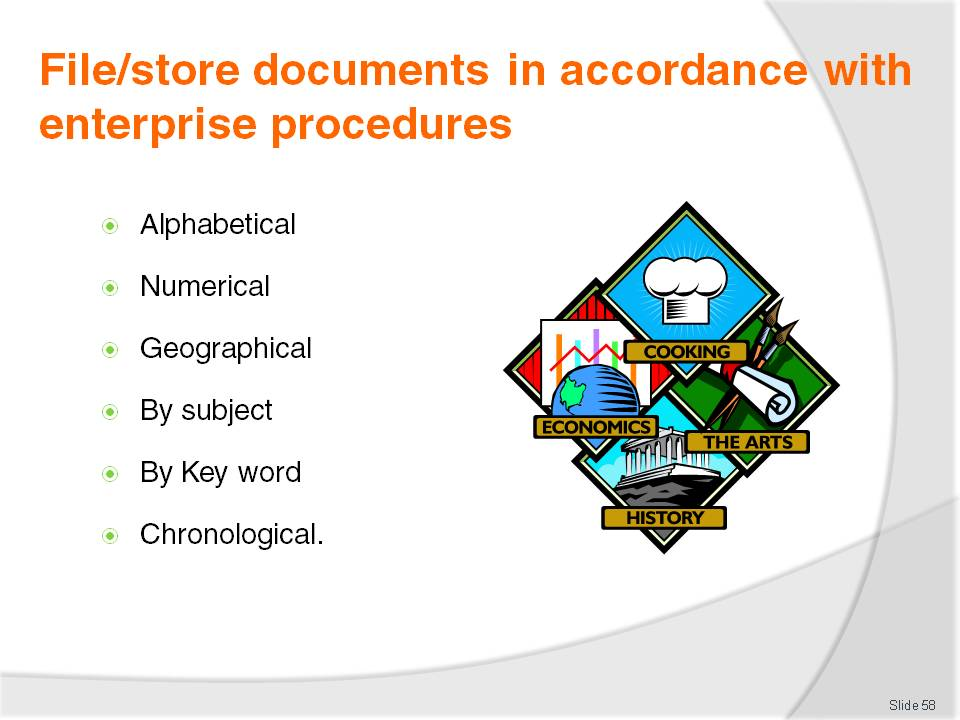 File/store documents in accordance with
enterprise procedures
Alphabetical
Numerical
Geographical
By subject
By Key word
Chronological.
COOKING
ECONOMICS
THE ARTS
HISTORY
Slide 58